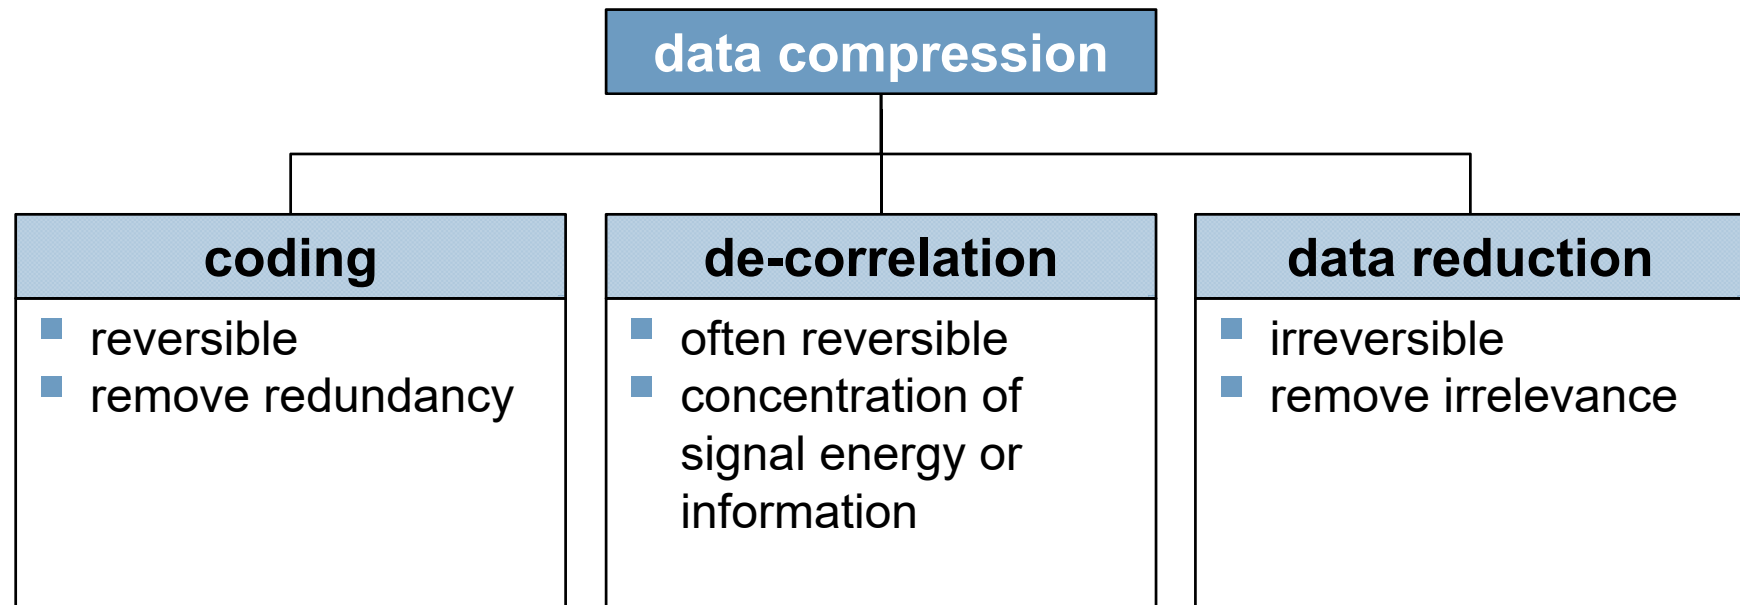 data compression
coding
reversible
remove redundancy
de-correlation
often reversible
concentration of
signal energy or
information
data reduction
irreversible
remove irrelevance